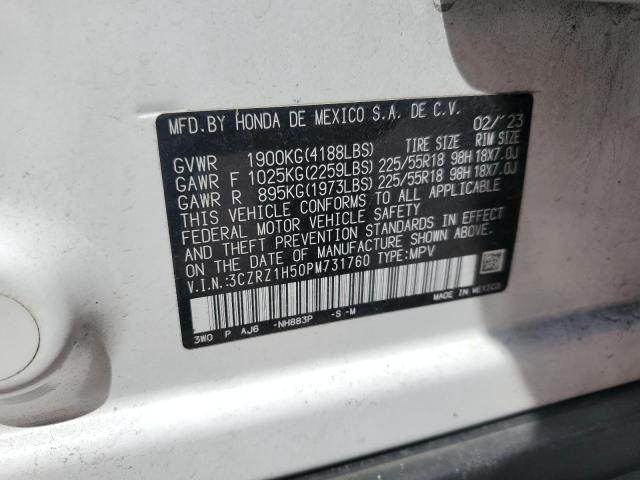 MFD.BY HONDA DE MEXICO S.A. DE C.V. 02/'23
TIRE SIZE RIM SIZE
GVWR 1900KG(4188LBS)
GAWR F 1025KG(2259LBS) 225/55R18 98H 18X7.0J
GAWR R 895KG(1973LBS) 225/55R18 98H 18X7.0J
THIS VEHICLE CONFORMS TO ALL APPLICABLE
FEDERAL MOTOR VEHICLE SAFETY
AND THEFT PREVENTION STANDARDS IN EFFECT
ON THE DATE OF MANUFACTURE SHOWN ABOVE.
V.I.N.:3CZRZ1H50PM731760 TYPE:MPV
MADE IN MEXICO
3W0 P AJ6 -NH883P -S-M